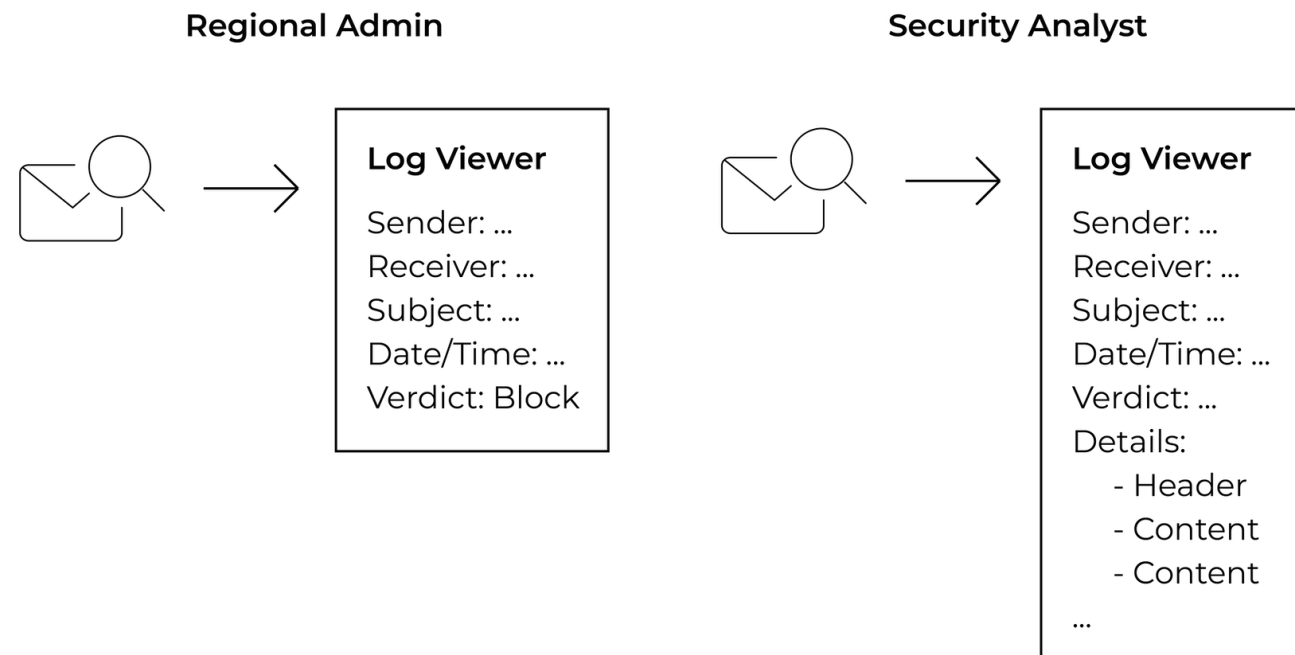 Regional Admin
Log Viewer
Sender: ...
Receiver: ...
Subject: ...
Date/Time: ...
Verdict: Block
Security Analyst
Log Viewer
Sender: ...
Receiver: ...
Subject: ...
Date/Time: ...
Verdict: ...
Details:
- Header
- Content
- Content
...